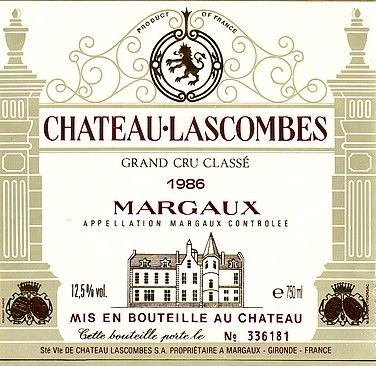 PRODUCT OF FRANCE
CHATEAU·LASCOMBES
GRAND CRU CLASSÉ
1986
MARGAUX
APPELLATION MARGAUX CONTROLEE
12,5% vol. e 750 ml
MIS EN BOUTEILLE AU CHATEAU
Cette bouteille porte le No 336181
Sté Vle DE CHATEAU LASCOMBES S.A. PROPRIÉTAIRE A MARGAUX - GIRONDE - FRANCE